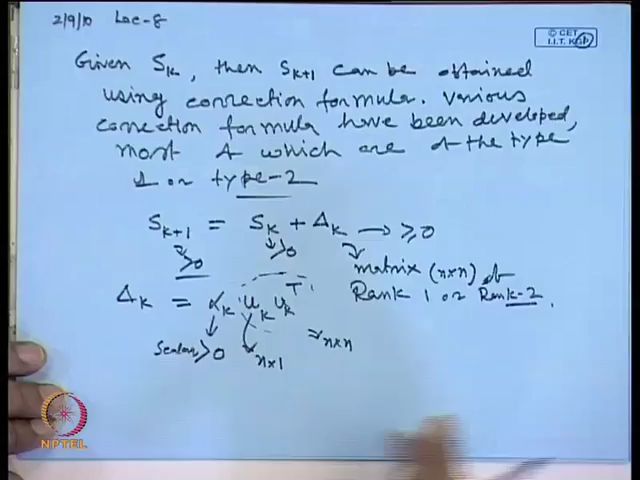 2/9/10 Lec-8
© CET
I.I.T. KGP
Given Sₖ, then Sₖ₊₁ can be obtained
using correction formula. Various
correction formula have been developed,
most of which are of the type
1 or type-2
Sₖ₊₁ = Sₖ + Δₖ → ≥0
>0 >0
matrix (n×n) of
Rank 1 or Rank-2.
Δₖ = αₖ uₖ uₖᵀ
Scalar >0
n×1
n×n
NPTEL